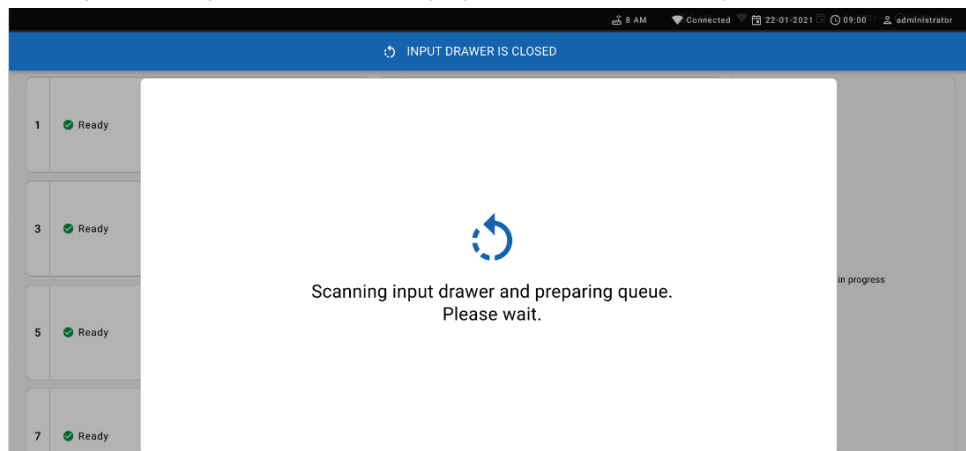 8 AM Connected 22-01-2021 09:00 administrator
INPUT DRAWER IS CLOSED
1 Ready
3 Ready
Scanning input drawer and preparing queue.
Please wait.
in progress
5 Ready
7 Ready